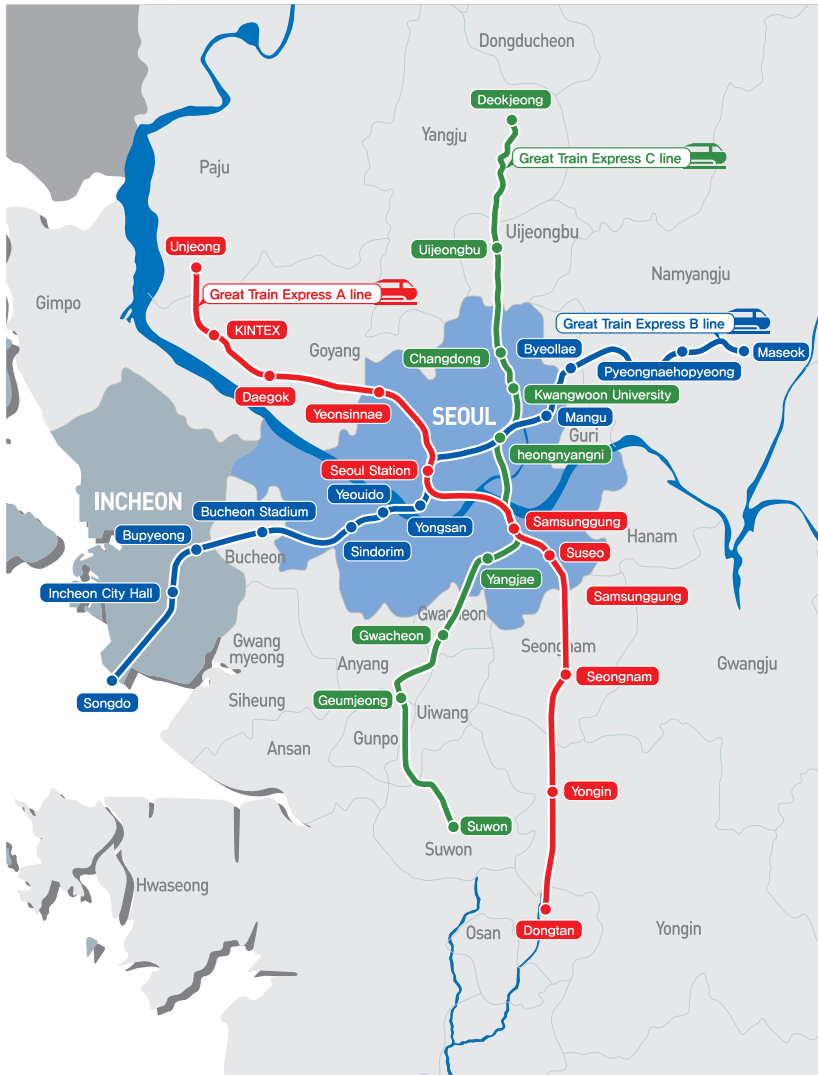 Dongducheon
Deokjeong
Yangju
Great Train Express C line
Paju
Uijeongbu
Unjeong
Uijeongbu
Namyangju
Great Train Express A line
Gimpo
Great Train Express B line
KINTEX
Goyang
Byeollae
Maseok
Changdong
Pyeongnaehopyeong
Daegok
Kwangwoon University
Yeonsinnae
SEOUL
Mangu
Guri
heongnyangni
Seoul Station
INCHEON
Yeouido
Bucheon Stadium
Samsunggung
Yongsan
Bupyeong
Hanam
Sindorim
Suseo
Bucheon
Yangjae
Incheon City Hall
Samsunggung
Gwacheon
Gwacheon
Gwang
myeong
Seongnam
Anyang
Gwangju
Seongnam
Songdo
Siheung
Geumjeong
Uiwang
Gunpo
Ansan
Yongin
Suwon
Suwon
Hwaseong
Dongtan
Osan
Yongin